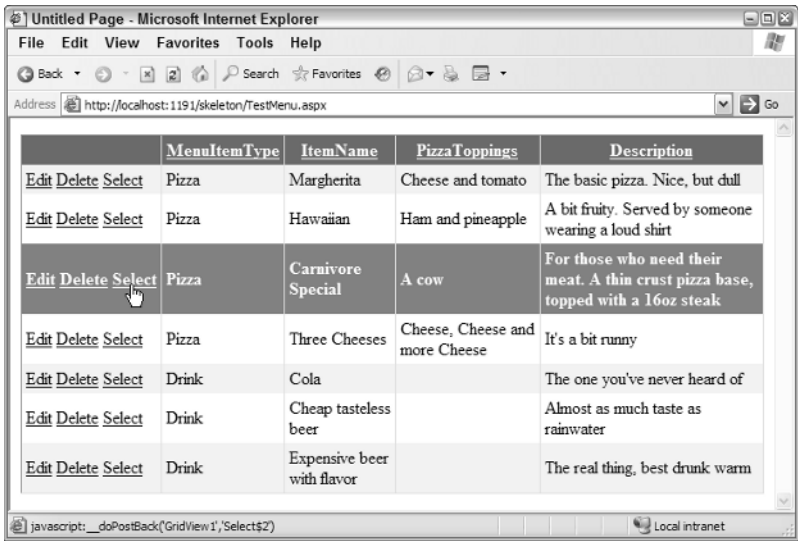 Untitled Page - Microsoft Internet Explorer
File Edit View Favorites Tools Help
Back Search Favorites
Address http://localhost:1191/skeleton/TestMenu.aspx Go
MenuItemType ItemName PizzaToppings Description
Edit Delete Select Pizza Margherita Cheese and tomato The basic pizza. Nice, but dull
Edit Delete Select Pizza Hawaiian Ham and pineapple A bit fruity. Served by someone
wearing a loud shirt
Edit Delete Select Pizza Carnivore
Special A cow For those who need their
meat. A thin crust pizza base,
topped with a 16oz steak
Edit Delete Select Pizza Three Cheeses Cheese, Cheese and
more Cheese It's a bit runny
Edit Delete Select Drink Cola The one you've never heard of
Edit Delete Select Drink Cheap tasteless
beer Almost as much taste as
rainwater
Edit Delete Select Drink Expensive beer
with flavor The real thing, best drunk warm
javascript:__doPostBack('GridView1','Select$2') Local intranet